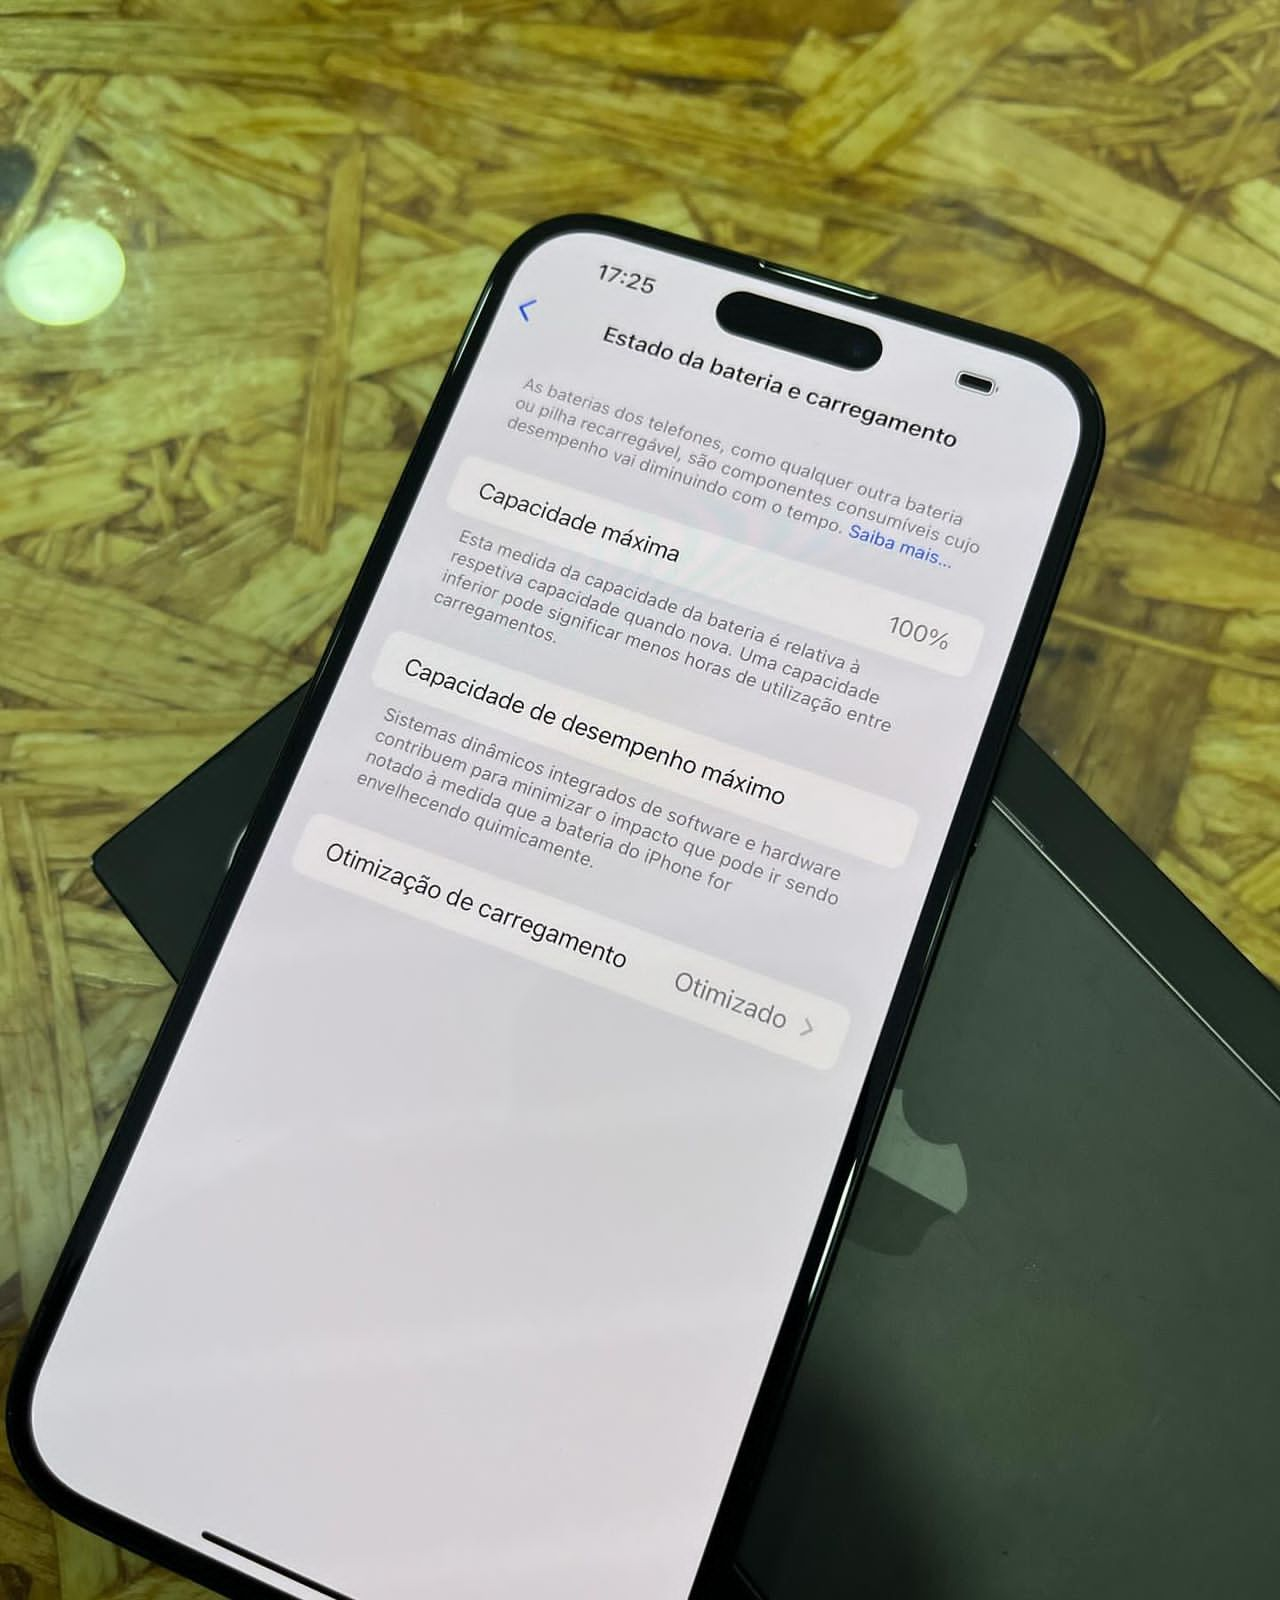 17:25
Estado da bateria e carregamento
As baterias dos telefones, como qualquer outra bateria
ou pilha recarregável, são componentes consumíveis cujo
desempenho vai diminuindo com o tempo. Saiba mais...
Capacidade máxima
100%
Esta medida da capacidade da bateria é relativa à
respetiva capacidade quando nova. Uma capacidade
inferior pode significar menos horas de utilização entre
carregamentos.
Capacidade de desempenho máximo
Sistemas dinâmicos integrados de software e hardware
contribuem para minimizar o impacto que pode ir sendo
notado à medida que a bateria do iPhone for
envelhecendo quimicamente.
Otimização de carregamento
Otimizado